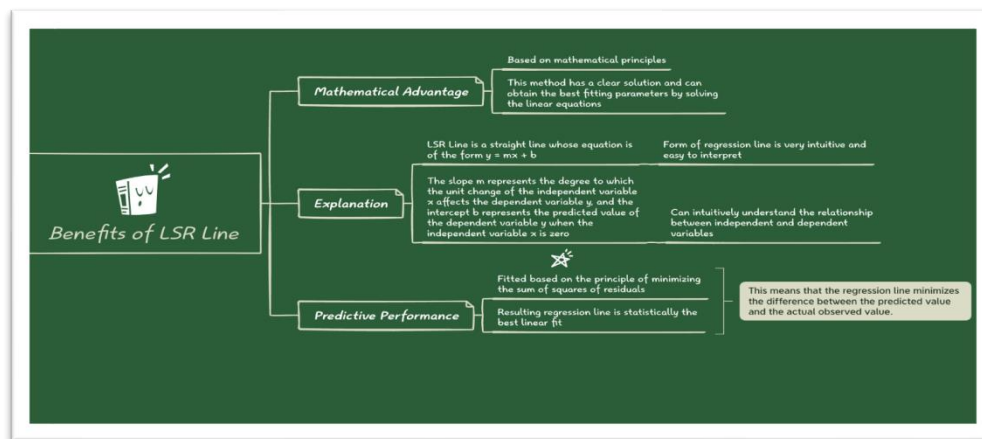 Benefits of LSR Line
Mathematical Advantage
Based on mathematical principles
This method has a clear solution and can
obtain the best fitting parameters by solving
the linear equations
Explanation
LSR Line is a straight line whose equation is
of the form y = mx + b
Form of regression line is very intuitive and
easy to interpret
The slope m represents the degree to which
the unit change of the independent variable
x affects the dependent variable y, and the
intercept b represents the predicted value of
the dependent variable y when the
independent variable x is zero
Can intuitively understand the relationship
between independent and dependent
variables
Predictive Performance
Fitted based on the principle of minimizing
the sum of squares of residuals
Resulting regression line is statistically the
best linear fit
This means that the regression line minimizes
the difference between the predicted value
and the actual observed value.